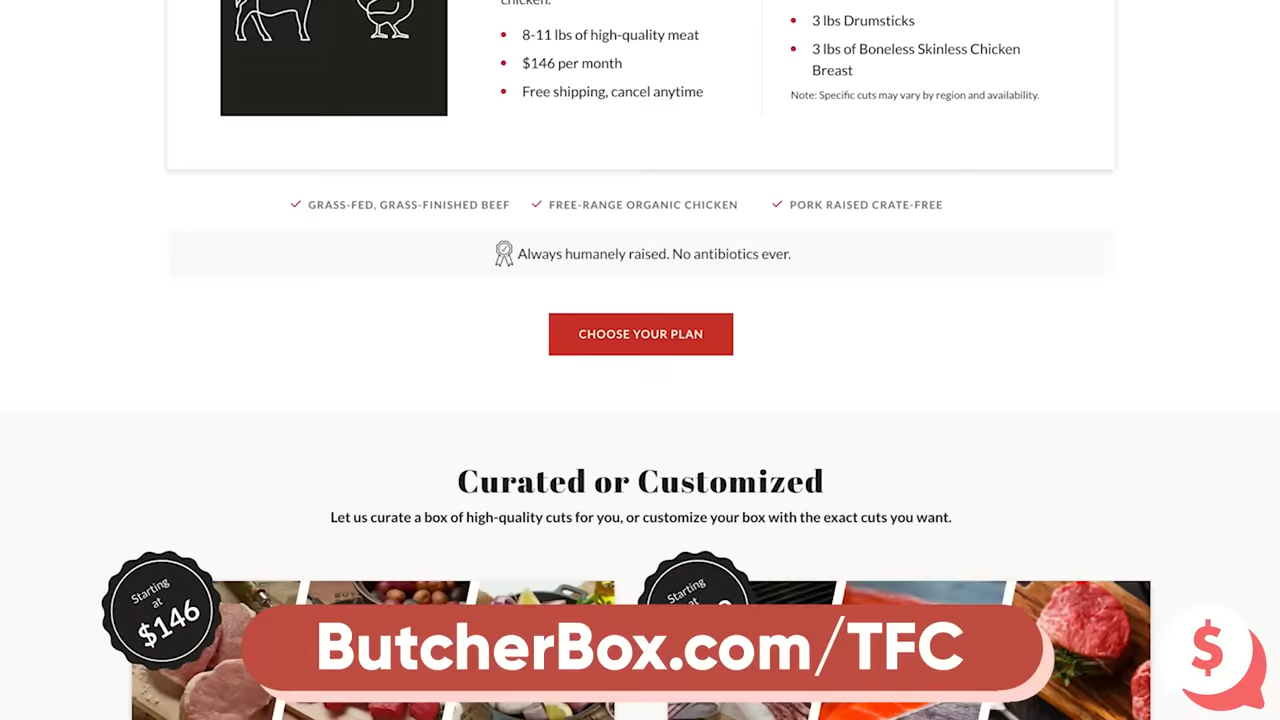 chicken.
8-11 lbs of high-quality meat
$146 per month
Free shipping, cancel anytime
3 lbs Drumsticks
3 lbs of Boneless Skinless Chicken
Breast
Note: Specific cuts may vary by region and availability.
GRASS-FED, GRASS-FINISHED BEEF
FREE-RANGE ORGANIC CHICKEN
PORK RAISED CRATE-FREE
Always humanely raised. No antibiotics ever.
CHOOSE YOUR PLAN
Curated or Customized
Let us curate a box of high-quality cuts for you, or customize your box with the exact cuts you want.
Starting
at
$146
Starting
at
ButcherBox.com/TFC
$